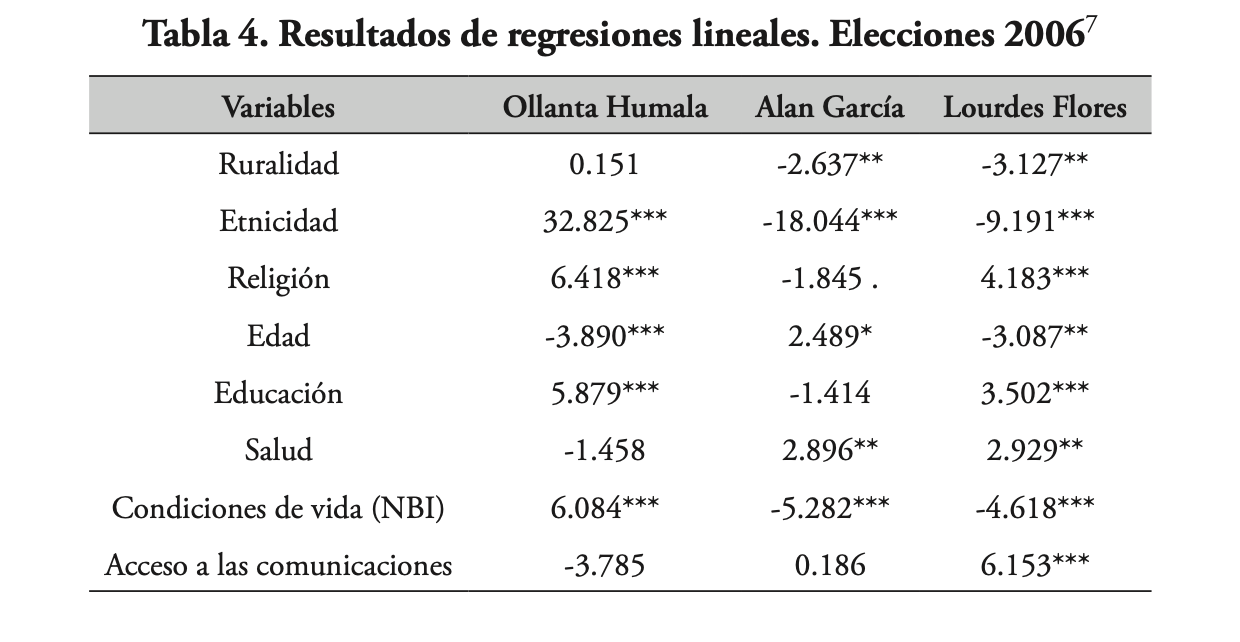 Tabla 4. Resultados de regresiones lineales. Elecciones 2006⁷
Variables Ollanta Humala Alan García Lourdes Flores
Ruralidad 0.151 -2.637** -3.127**
Etnicidad 32.825*** -18.044*** -9.191***
Religión 6.418*** -1.845 . 4.183***
Edad -3.890*** 2.489* -3.087**
Educación 5.879*** -1.414 3.502***
Salud -1.458 2.896** 2.929**
Condiciones de vida (NBI) 6.084*** -5.282*** -4.618***
Acceso a las comunicaciones -3.785 0.186 6.153***